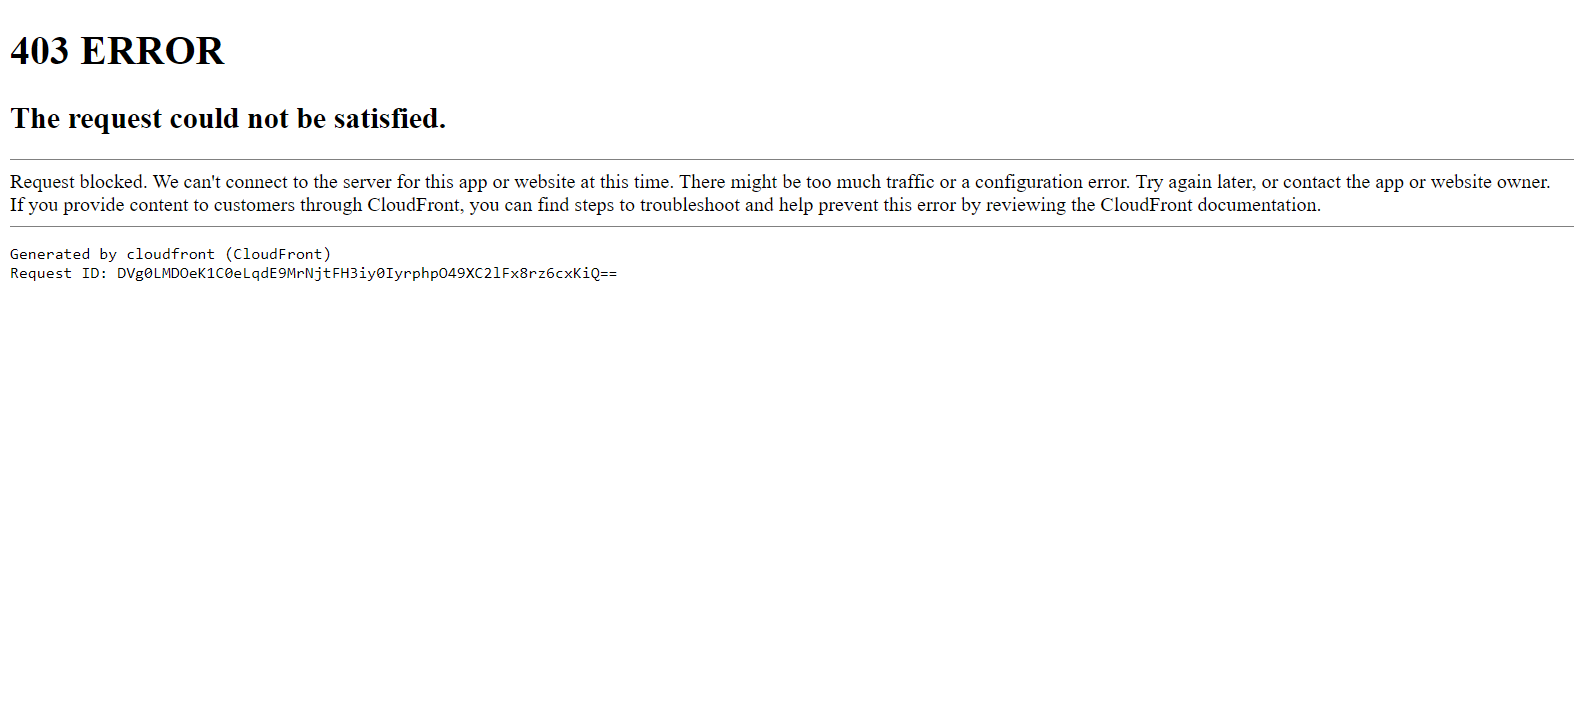 403 ERROR
The request could not be satisfied.
Request blocked. We can't connect to the server for this app or website at this time. There might be too much traffic or a configuration error. Try again later, or contact the app or website owner.
If you provide content to customers through CloudFront, you can find steps to troubleshoot and help prevent this error by reviewing the CloudFront documentation.
Generated by cloudfront (CloudFront)
Request ID: DVg0LMDOeK1C0eLqdE9MrNjtFH3iy0IyrphpO49XC2lFx8rz6cxKiQ==